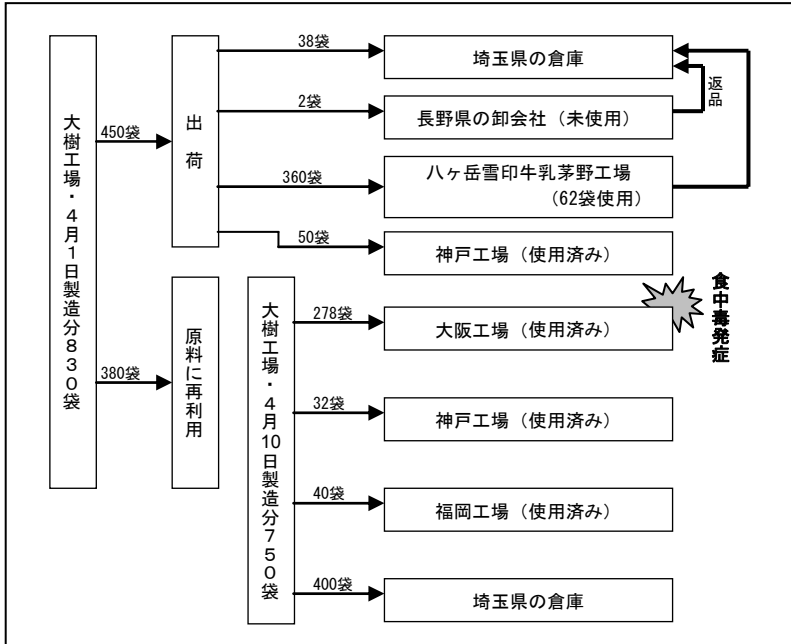 大樹工場・4月1日製造分830袋
450袋
出荷
38袋
埼玉県の倉庫
2袋
長野県の卸会社（未使用）
返品
360袋
八ヶ岳雪印牛乳茅野工場
（62袋使用）
50袋
神戸工場（使用済み）
380袋
原料に再利用
大樹工場・4月10日製造分750袋
278袋
大阪工場（使用済み）
食中毒発症
32袋
神戸工場（使用済み）
40袋
福岡工場（使用済み）
400袋
埼玉県の倉庫